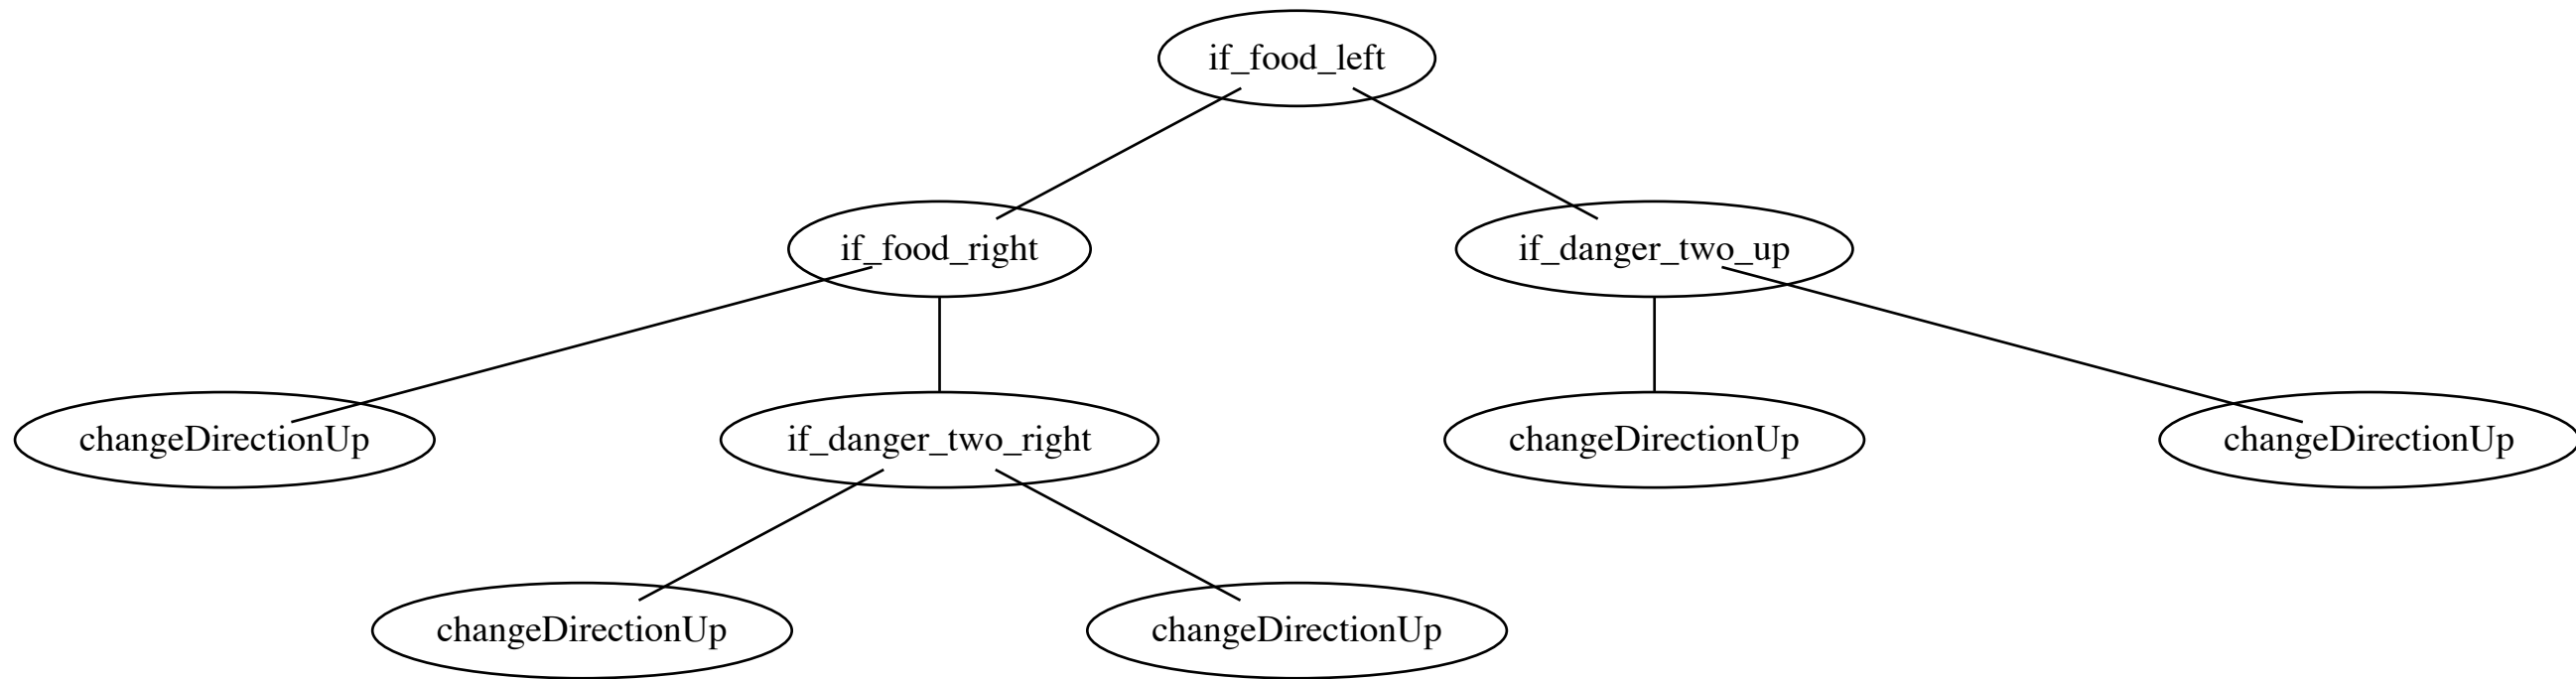 if_food_left
if_food_right
if_danger_two_up
changeDirectionUp
if_danger_two_right
changeDirectionUp
changeDirectionUp
changeDirectionUp
changeDirectionUp